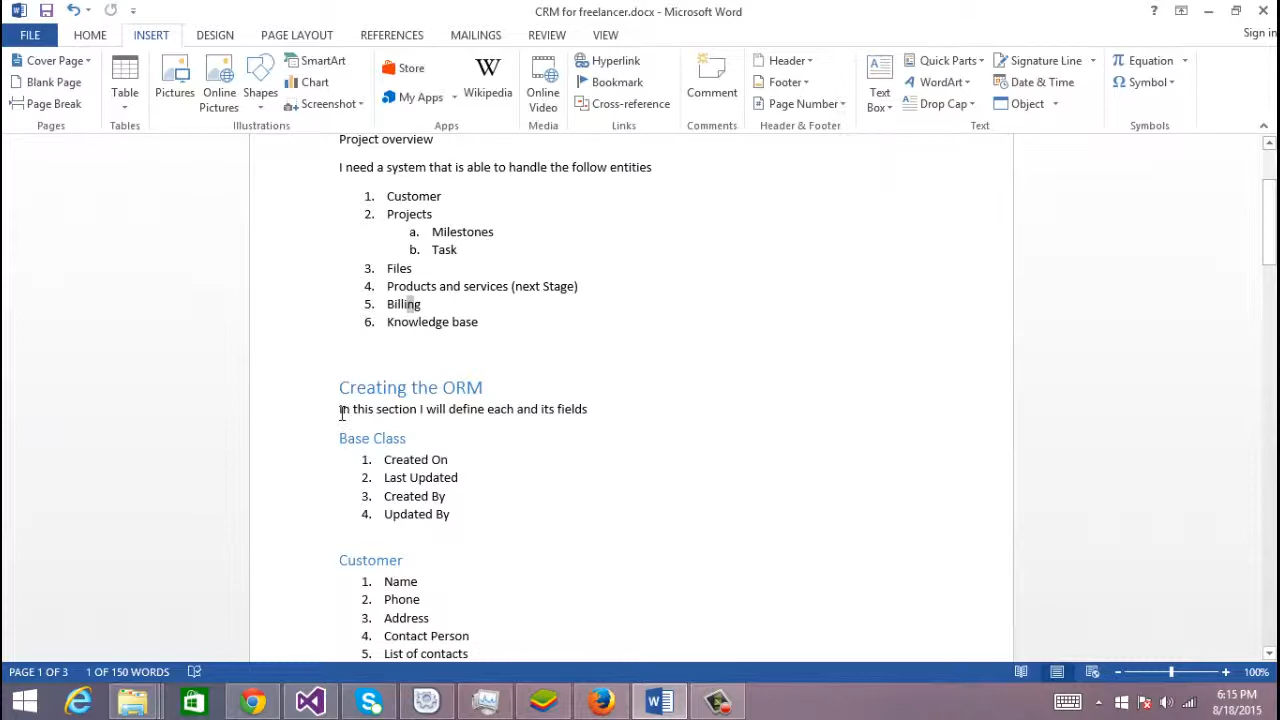 CRM for freelancer.docx - Microsoft Word
?
FILE HOME INSERT DESIGN PAGE LAYOUT REFERENCES MAILINGS REVIEW VIEW Sign in
Cover Page
Blank Page
Page Break
Pages
Table
Tables
Pictures
Online Pictures
Shapes
SmartArt
Chart
Screenshot
Illustrations
Store
My Apps
W
Wikipedia
Apps
Online Video
Media
Hyperlink
Bookmark
Cross-reference
Links
Comment
Comments
Header
Footer
Page Number
Header & Footer
Text Box
Quick Parts
WordArt
Drop Cap
Signature Line
Date & Time
Object
Text
π Equation
Ω Symbol
Symbols
Project overview
I need a system that is able to handle the follow entities
1. Customer
2. Projects
a. Milestones
b. Task
3. Files
4. Products and services (next Stage)
5. Billing
6. Knowledge base
Creating the ORM
In this section I will define each and its fields
Base Class
1. Created On
2. Last Updated
3. Created By
4. Updated By
Customer
1. Name
2. Phone
3. Address
4. Contact Person
5. List of contacts
PAGE 1 OF 3 1 OF 150 WORDS 100%
6:15 PM
8/18/2015